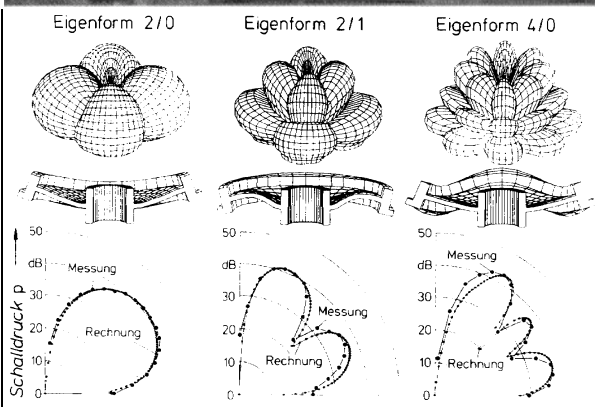 Eigenform 2/0
Eigenform 2/1
Eigenform 4/0
50
dB
30
20
10
0
Schalldruck p
Messung
Rechnung
50
dB
30
20
10
0
Messung
Rechnung
50
dB
30
20
10
0
Messung
Rechnung